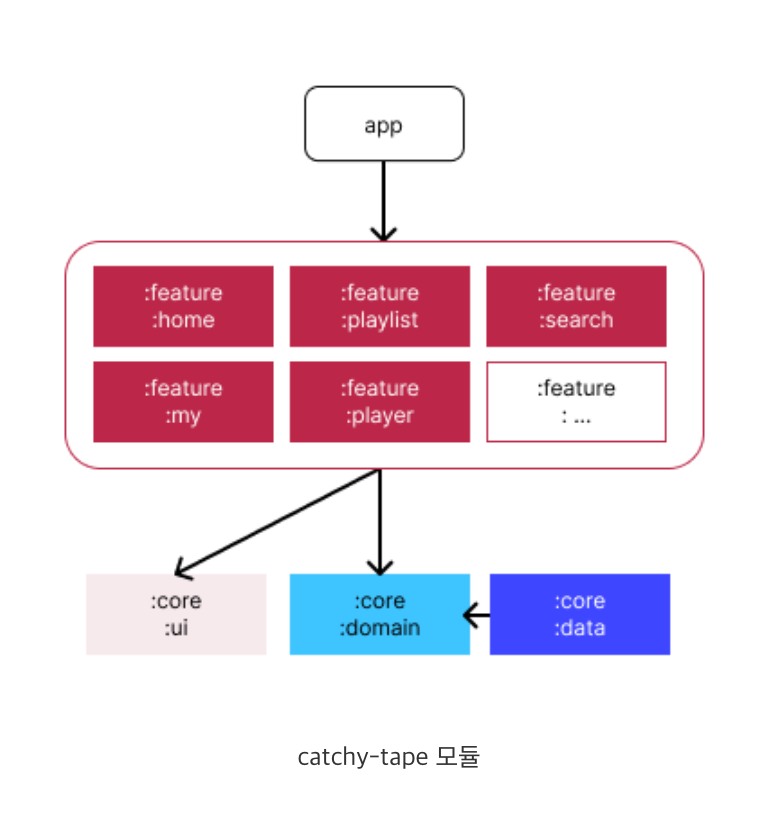 app
:feature
:home
:feature
:playlist
:feature
:search
:feature
:my
:feature
:player
:feature
: ...
:core
:ui
:core
:domain
:core
:data
catchy-tape 모듈